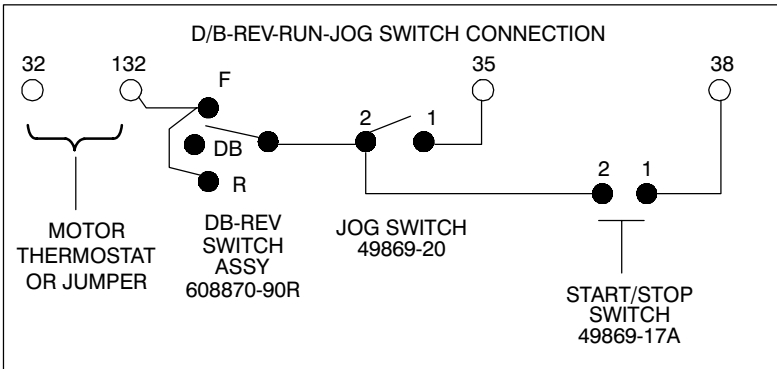 D/B-REV-RUN-JOG SWITCH CONNECTION
32
132
35
38
F
DB
R
2
1
2
1
MOTOR
THERMOSTAT
OR JUMPER
DB-REV
SWITCH
ASSY
608870-90R
JOG SWITCH
49869-20
START/STOP
SWITCH
49869-17A